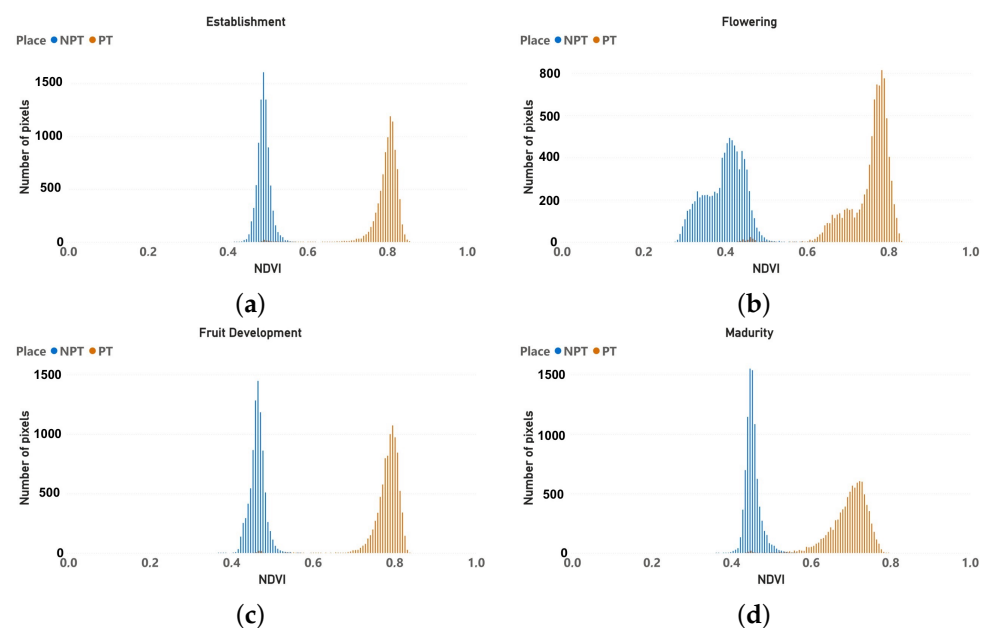 Establishment
Place NPT PT
Number of pixels
1500
1000
500
0
0.0 0.2 0.4 0.6 0.8 1.0
NDVI
(a)
Flowering
Place NPT PT
Number of pixels
800
500
400
200
0
0.0 0.2 0.4 0.6 0.8 1.0
NDVI
(b)
Fruit Development
Place NPT PT
Number of pixels
1500
1000
500
0
0.0 0.2 0.4 0.6 0.8 1.0
NDVI
(c)
Madurity
Place NPT PT
Number of pixels
1500
1000
500
0
0.0 0.2 0.4 0.6 0.8 1.0
NDVI
(d)